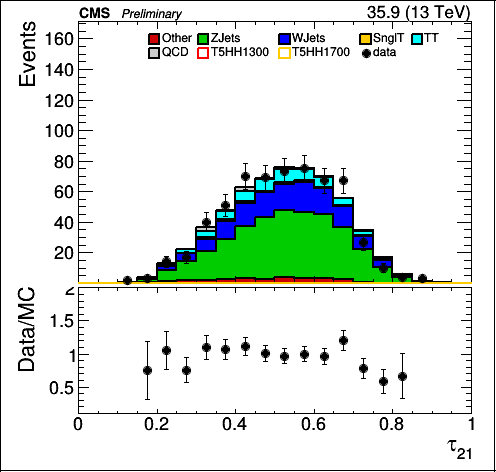 CMS Preliminary 35.9 (13 TeV)
Events
160
140
120
100
80
60
40
20
Other ZJets WJets SnglT TT
QCD T5HH1300 T5HH1700 data
Data/MC
2
1.5
1
0.5
0 0.2 0.4 0.6 0.8 1
τ21